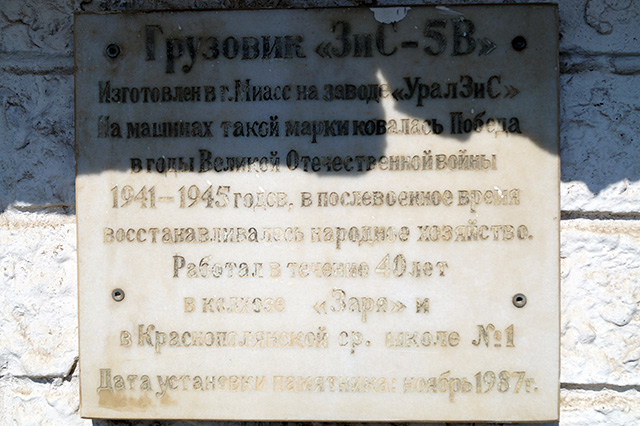 Грузовик «ЗиС-5В»
Изготовлен в г. Миасс на заводе «УралЗиС»
На машинах такой марки ковалась Победа
в годы Великой Отечественной войны
1941-1945 годов, в послевоенное время
восстанавливалось народное хозяйство.
Работал в течение 40 лет
в колхозе «Заря» и
в Краснополянской ср. школе №1
Дата установки памятника: ноябрь 1987г.